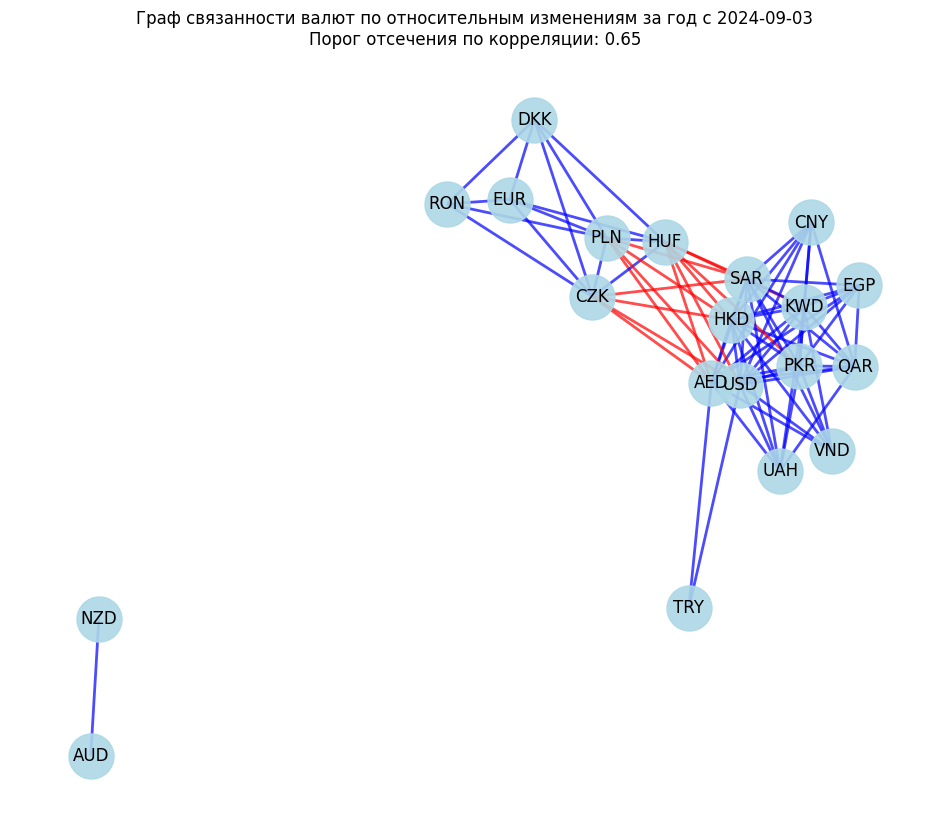 Граф связанности валют по относительным изменениям за год с 2024-09-03
Порог отсечения по корреляции: 0.65
DKK
RON
EUR
CNY
PLN
HUF
SAR
EGP
CZK
KWD
HKD
PKR
QAR
AED
USD
VND
UAH
TRY
NZD
AUD